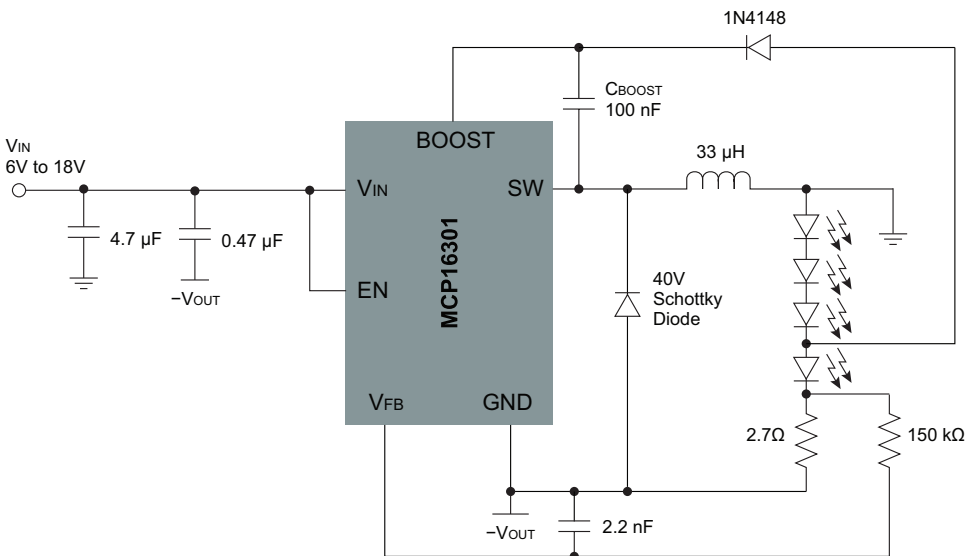 1N4148
CBOOST
100 nF
BOOST
33 µH
VIN
6V to 18V
VIN
SW
4.7 µF
0.47 µF
MCP16301
–VOUT
EN
40V
Schottky
Diode
VFB
GND
2.7Ω
150 kΩ
–VOUT
2.2 nF